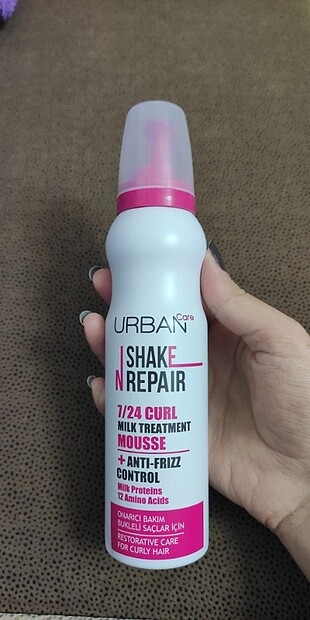 URBAN Care
SHAKE
N REPAIR
7/24 CURL
MILK TREATMENT
MOUSSE
+ ANTI-FRIZZ
CONTROL
Milk Proteins
12 Amino Acids
ONARICI BAKIM
BUKLELİ SAÇLAR İÇİN
RESTORATIVE CARE
FOR CURLY HAIR